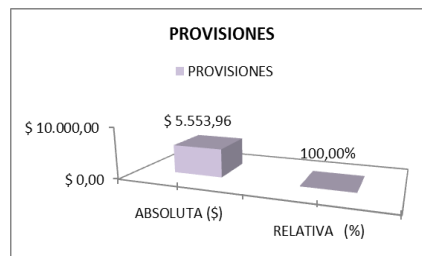 PROVISIONES
PROVISIONES
$ 5.553,96
$ 10.000,00
100,00%
$ 0,00
ABSOLUTA ($)
RELATIVA (%)